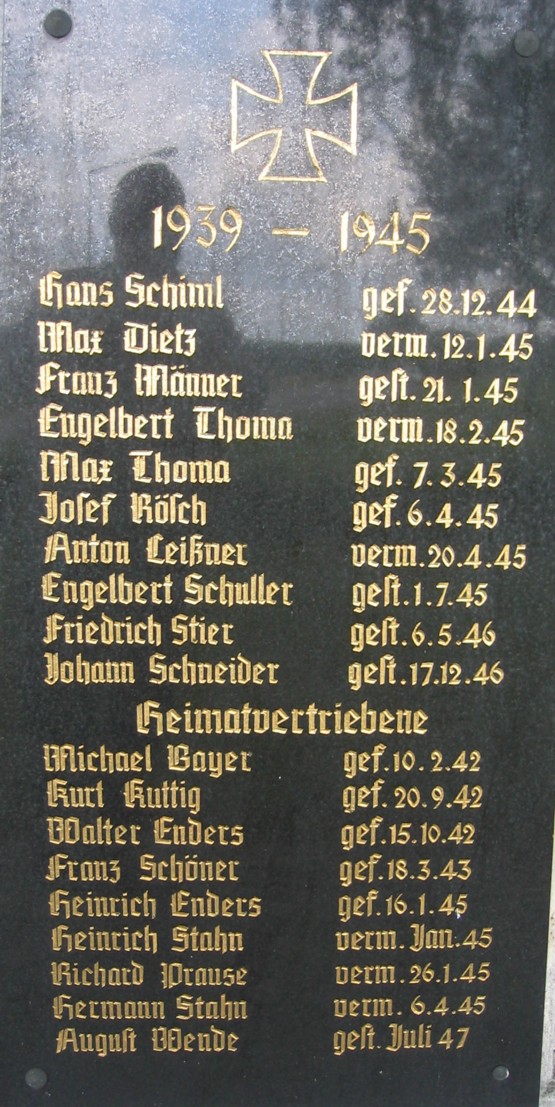 1939 – 1945
Hans Schiml gef. 28.12.44
Max Dietz verm. 12.1.45
Franz Männer gest. 21.1.45
Engelbert Thoma verm. 18.2.45
Max Thoma gef. 7.3.45
Josef Rösch gef. 6.4.45
Anton Leißner verm. 20.4.45
Engelbert Schuller gest. 1.7.45
Friedrich Stier gest. 6.5.46
Johann Schneider gest. 17.12.46
Heimatvertriebene
Michael Bayer gef. 10.2.42
Kurt Kuttig gef. 20.9.42
Walter Enders gef. 15.10.42
Franz Schöner gef. 18.3.43
Heinrich Enders gef. 16.1.45
Heinrich Stahn verm. Jan. 45
Richard Prause verm. 26.1.45
Hermann Stahn verm. 6.4.45
August Wende gest. Juli 47